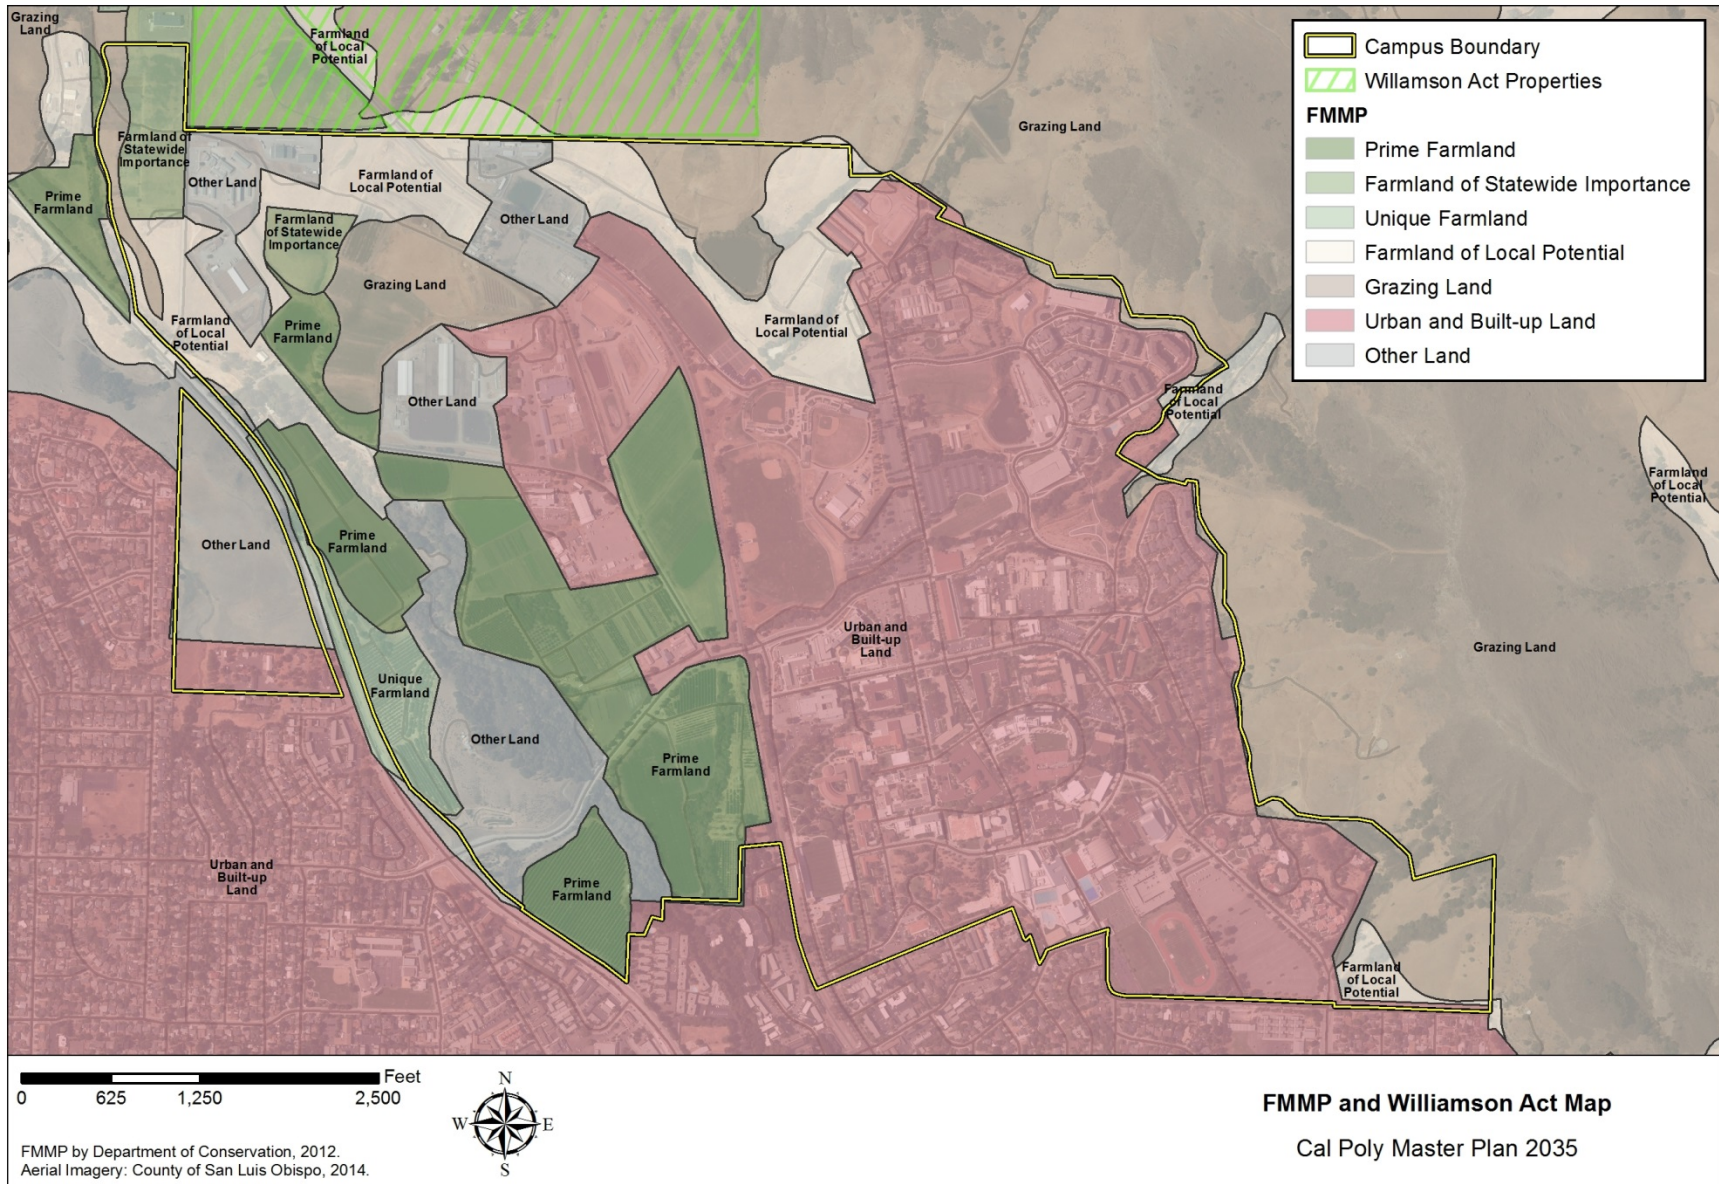 Grazing
Land
Farmland
of Local
Potential
Campus Boundary
Willamson Act Properties
FMMP
Prime Farmland
Farmland of Statewide Importance
Unique Farmland
Farmland of Local Potential
Grazing Land
Urban and Built-up Land
Other Land
Grazing Land
Farmland of
Statewide
Importance
Other Land
Farmland of
Local Potential
Prime
Farmland
Farmland
of Statewide
Importance
Other Land
Grazing Land
Farmland
of Local
Potential
Prime
Farmland
Farmland of
Local Potential
Other Land
Farmland
of Local
Potential
Farmland
of Local
Potential
Other Land
Prime
Farmland
Urban and
Built-up
Land
Grazing Land
Unique
Farmland
Other Land
Prime
Farmland
Urban and
Built-up
Land
Prime
Farmland
Farmland
of Local
Potential
Feet
0 625 1,250 2,500
N
W E
S
FMMP by Department of Conservation, 2012.
Aerial Imagery: County of San Luis Obispo, 2014.
FMMP and Williamson Act Map
Cal Poly Master Plan 2035